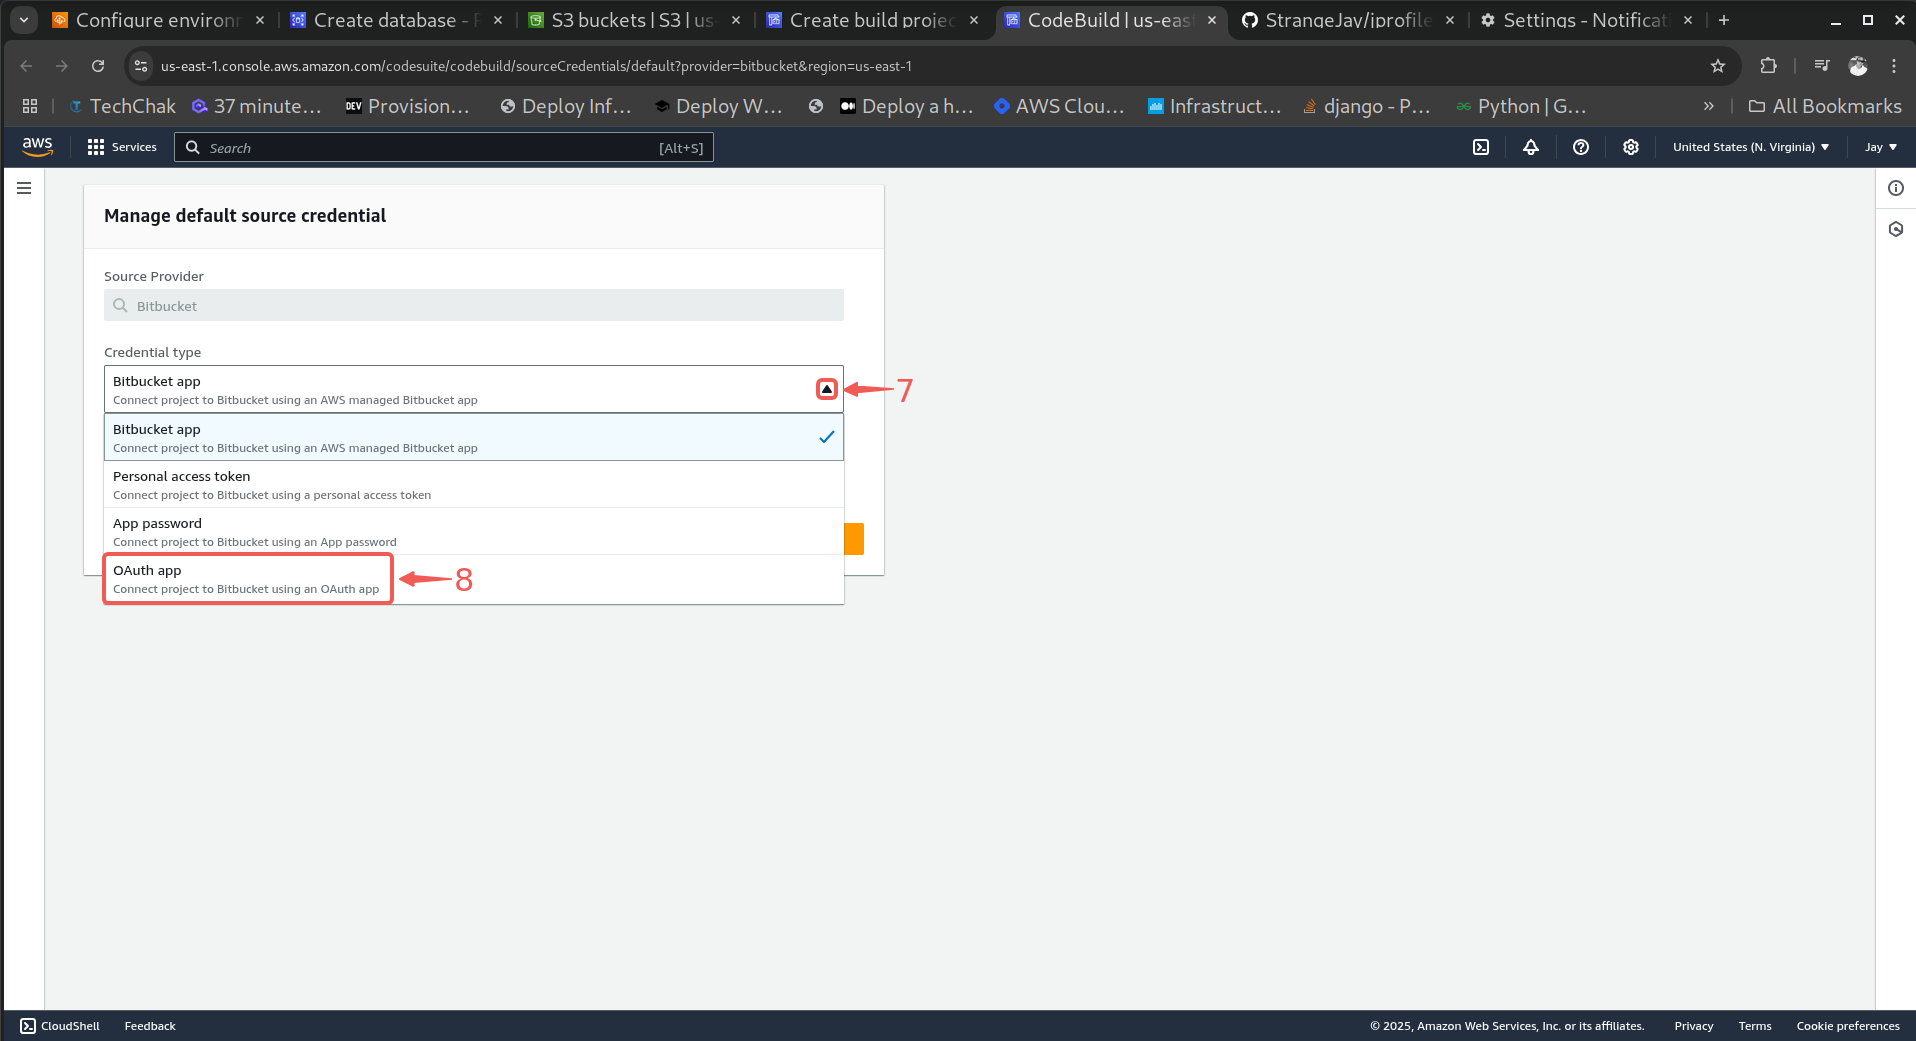 Configure environ
Create database - R
S3 buckets | S3 | us-
Create build projec
CodeBuild | us-east
StrangeJay/jprofile
Settings - Notificati
us-east-1.console.aws.amazon.com/codesuite/codebuild/sourceCredentials/default?provider=bitbucket&region=us-east-1
TechChak
37 minute...
DEV Provision...
Deploy Inf...
Deploy W...
Deploy a h...
AWS Clou...
Infrastruct...
django - P...
Python | G...
All Bookmarks
aws
Services
Search
[Alt+S]
United States (N. Virginia)
Jay
Manage default source credential
Source Provider
Bitbucket
Credential type
Bitbucket app
Connect project to Bitbucket using an AWS managed Bitbucket app
7
Bitbucket app
Connect project to Bitbucket using an AWS managed Bitbucket app
Personal access token
Connect project to Bitbucket using a personal access token
App password
Connect project to Bitbucket using an App password
OAuth app
Connect project to Bitbucket using an OAuth app
8
CloudShell
Feedback
© 2025, Amazon Web Services, Inc. or its affiliates.
Privacy
Terms
Cookie preferences